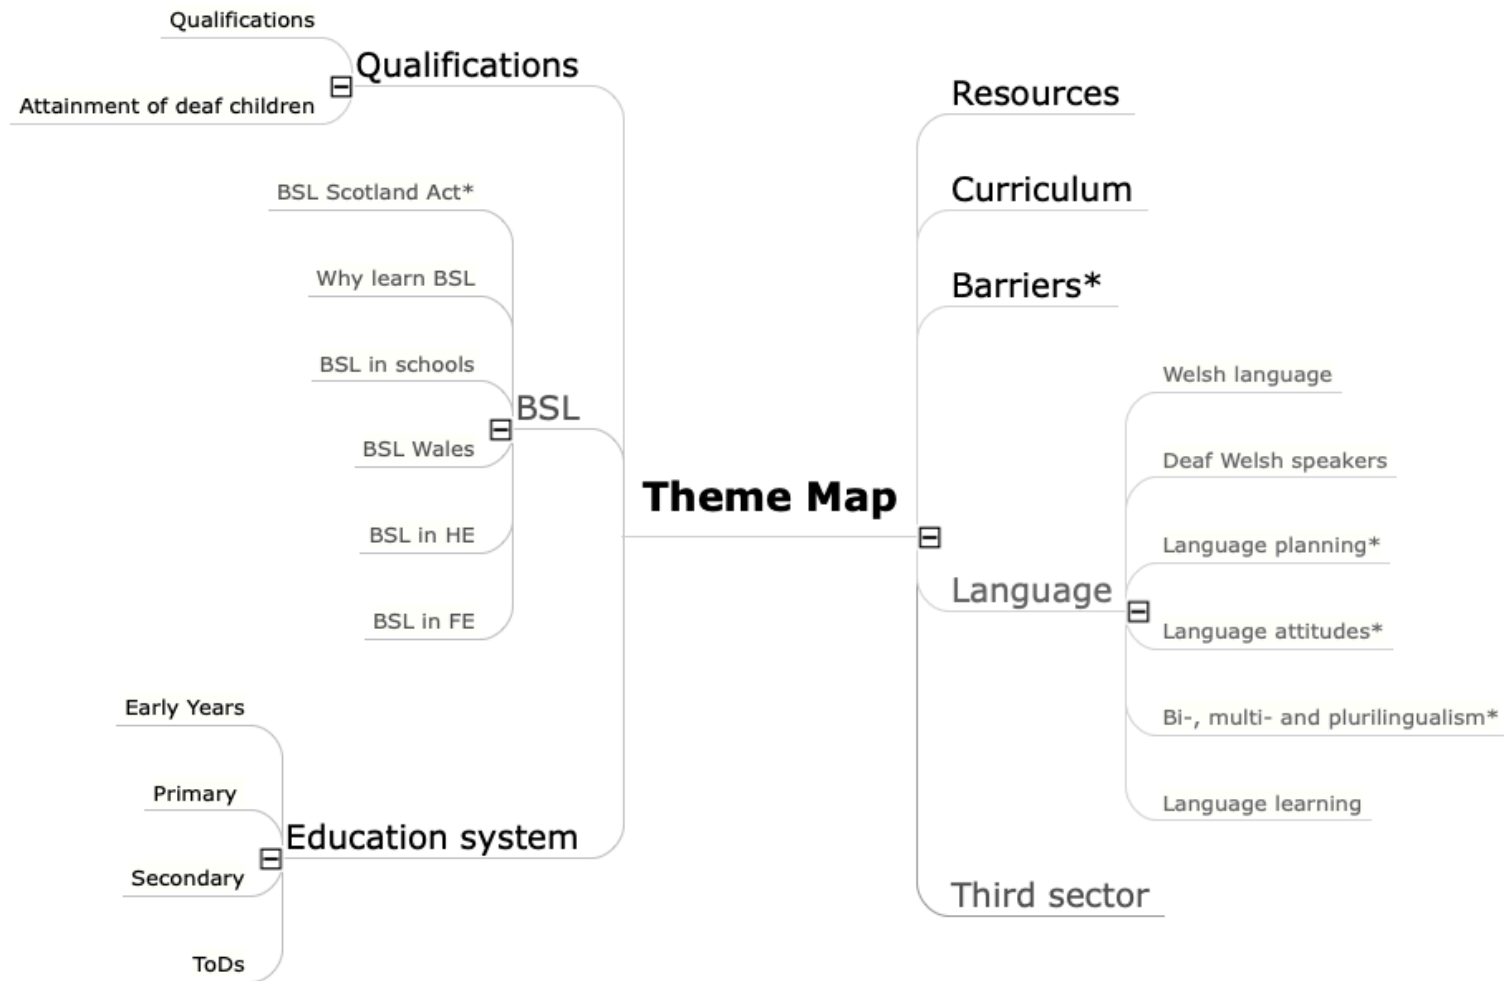 Qualifications
Qualifications
Attainment of deaf children
BSL Scotland Act*
Why learn BSL
BSL in schools
BSL
BSL Wales
BSL in HE
BSL in FE
Early Years
Primary
Education system
Secondary
ToDs
Theme Map
Resources
Curriculum
Barriers*
Language
Welsh language
Deaf Welsh speakers
Language planning*
Language attitudes*
Bi-, multi- and plurilingualism*
Language learning
Third sector